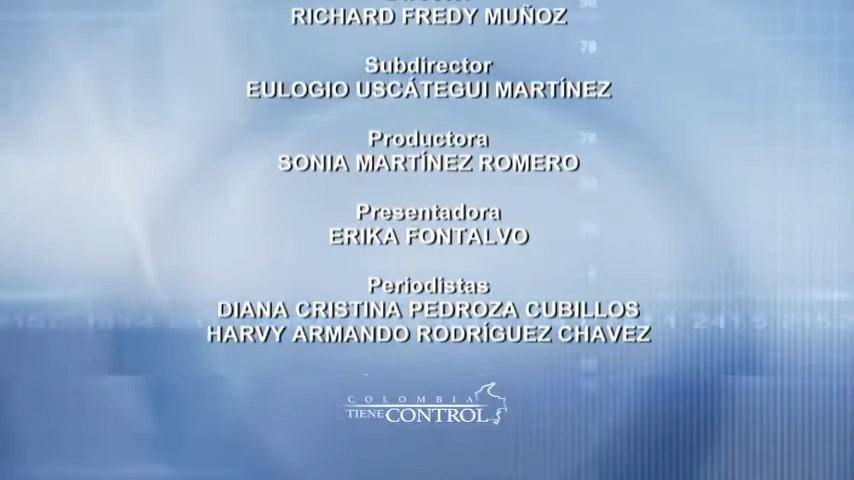 Director
RICHARD FREDY MUÑOZ
Subdirector
EULOGIO USCÁTEGUI MARTÍNEZ
Productora
SONIA MARTÍNEZ ROMERO
Presentadora
ERIKA FONTALVO
Periodistas
DIANA CRISTINA PEDROZA CUBILLOS
HARVY ARMANDO RODRÍGUEZ CHAVEZ
COLOMBIA
TIENE CONTROL